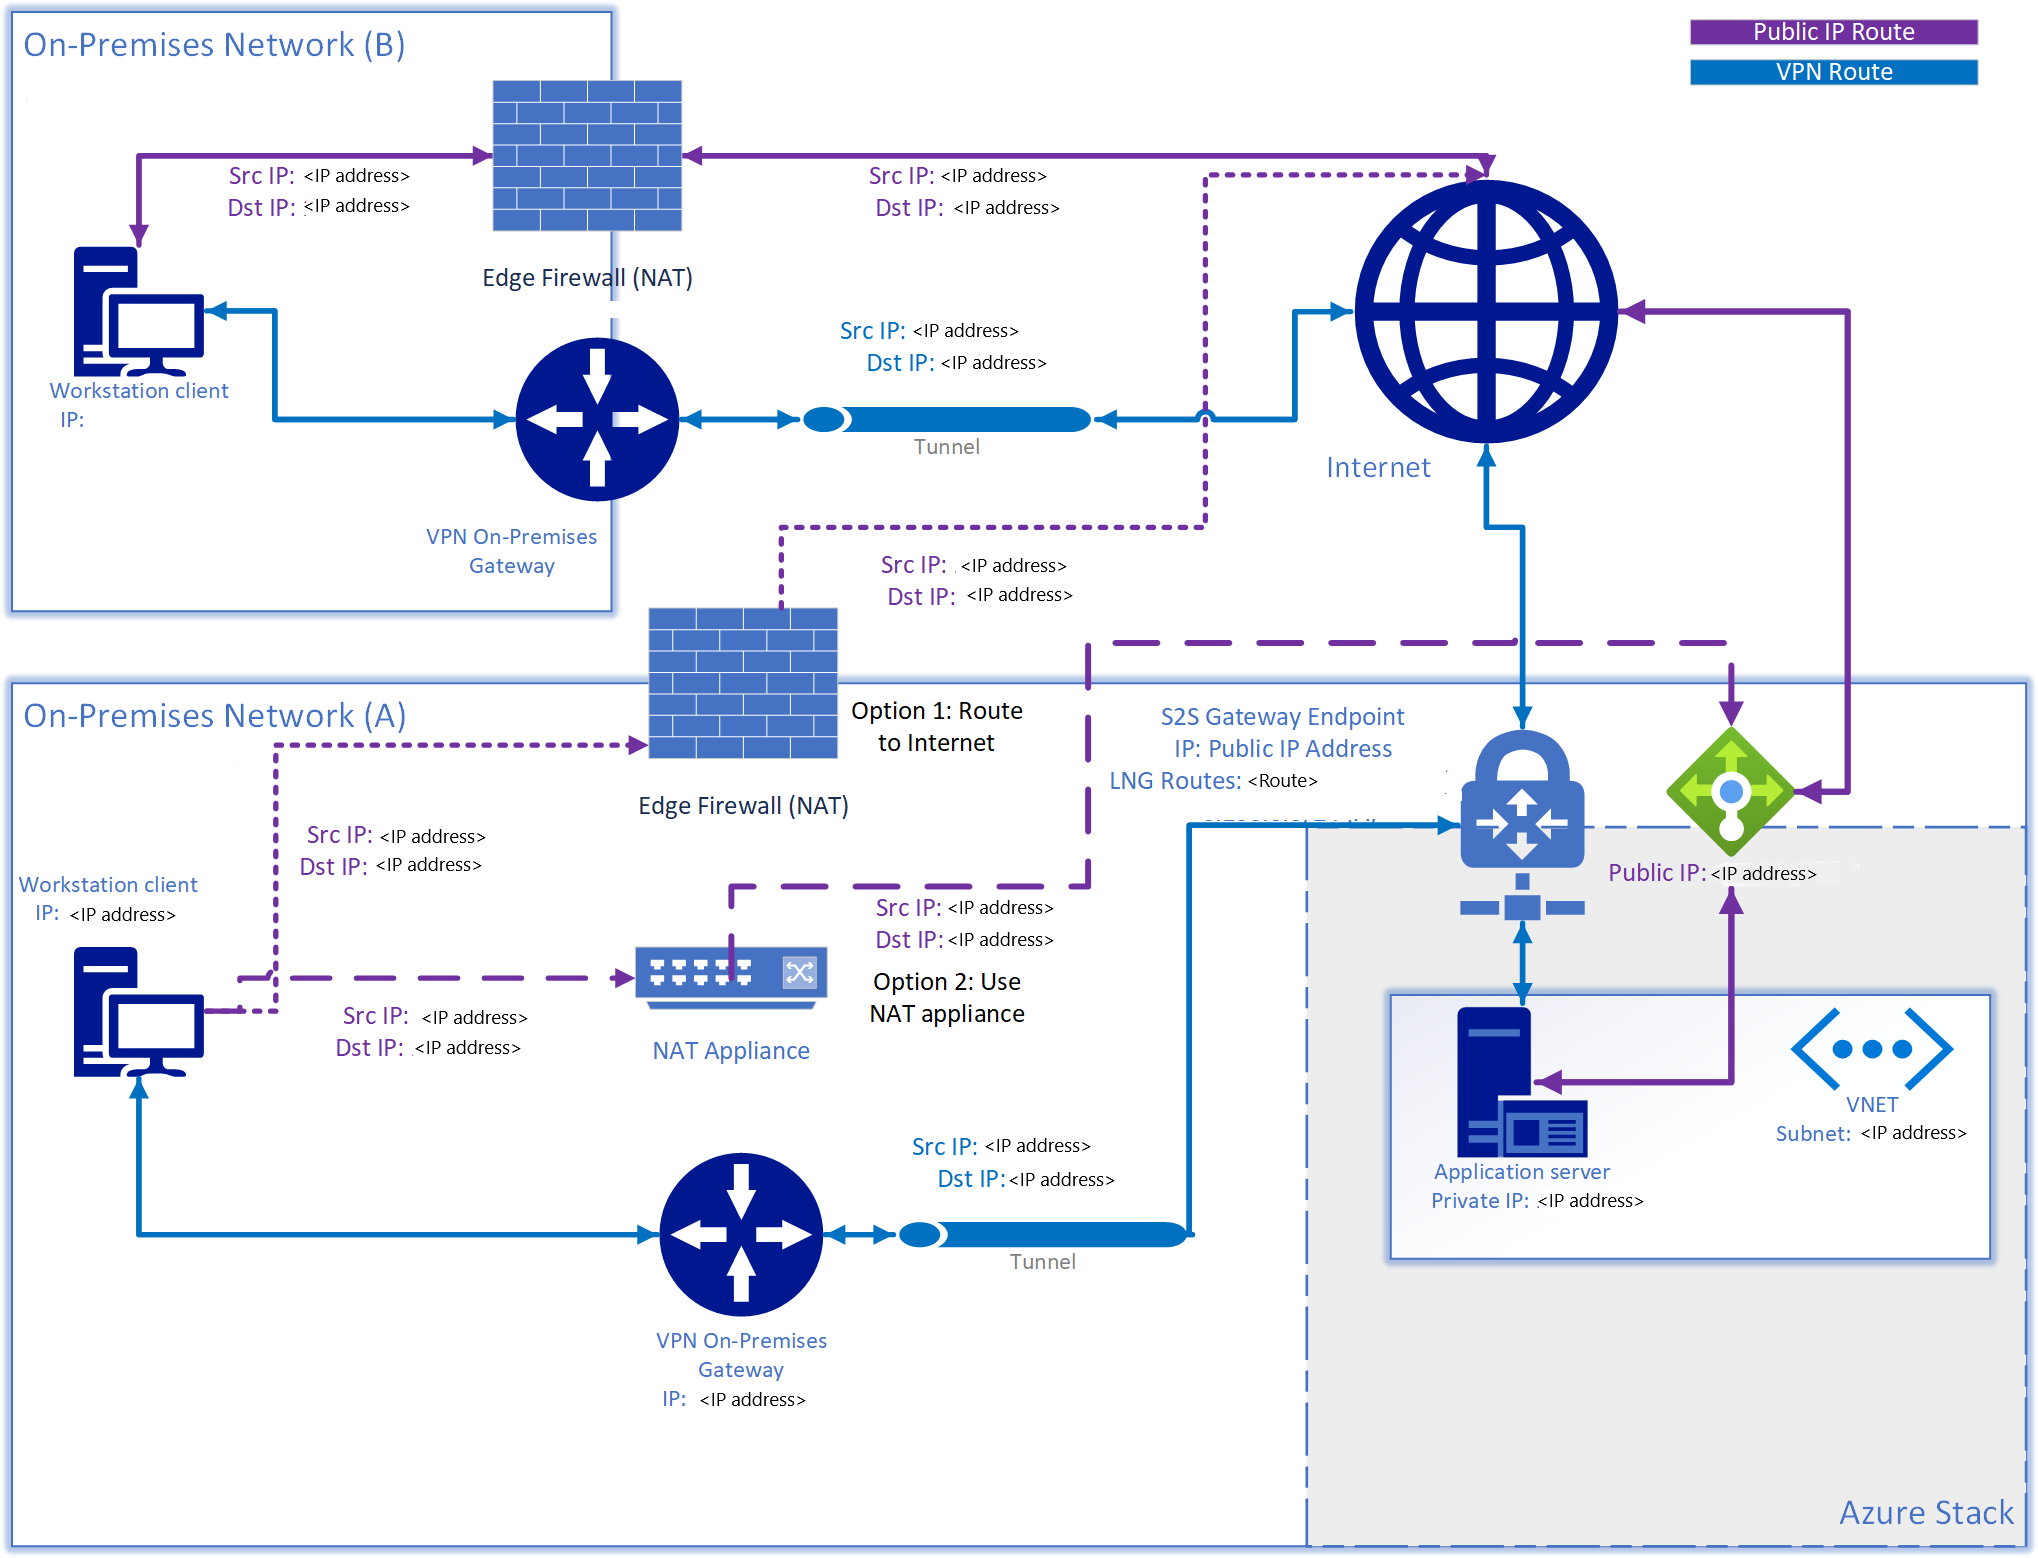 On-Premises Network (B)
Public IP Route
VPN Route
Src IP: <IP address>
Dst IP: <IP address>
Src IP: <IP address>
Dst IP: <IP address>
Edge Firewall (NAT)
Workstation client
IP:
Src IP: <IP address>
Dst IP: <IP address>
Tunnel
Internet
VPN On-Premises
Gateway
Src IP: <IP address>
Dst IP: <IP address>
On-Premises Network (A)
Option 1: Route
to Internet
Edge Firewall (NAT)
S2S Gateway Endpoint
IP: Public IP Address
LNG Routes: <Route>
Src IP: <IP address>
Dst IP: <IP address>
Public IP: <IP address>
Workstation client
IP: <IP address>
Src IP: <IP address>
Dst IP: <IP address>
Option 2: Use
NAT appliance
Src IP: <IP address>
Dst IP: <IP address>
NAT Appliance
VNET
Subnet: <IP address>
Application server
Private IP: <IP address>
Src IP: <IP address>
Dst IP: <IP address>
Tunnel
VPN On-Premises
Gateway
IP: <IP address>
Azure Stack